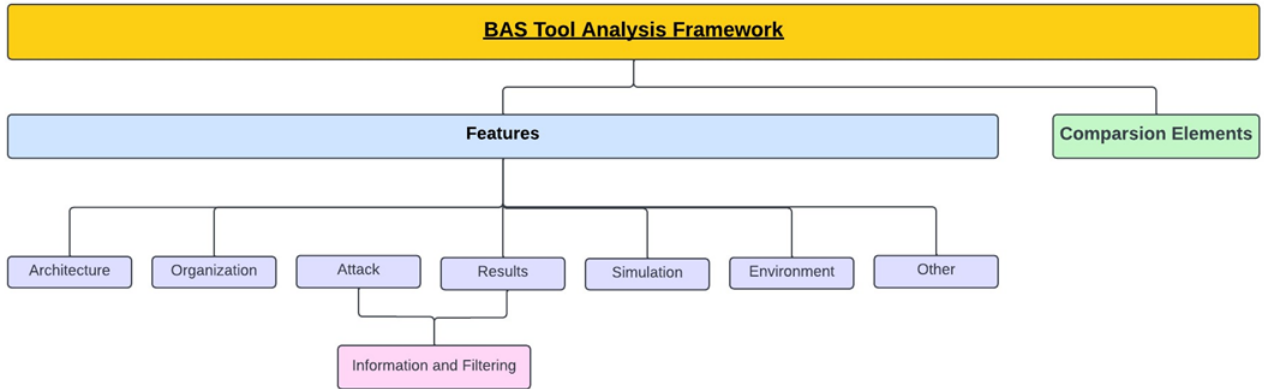 BAS Tool Analysis Framework
Features
Comparsion Elements
Architecture
Organization
Attack
Results
Simulation
Environment
Other
Information and Filtering